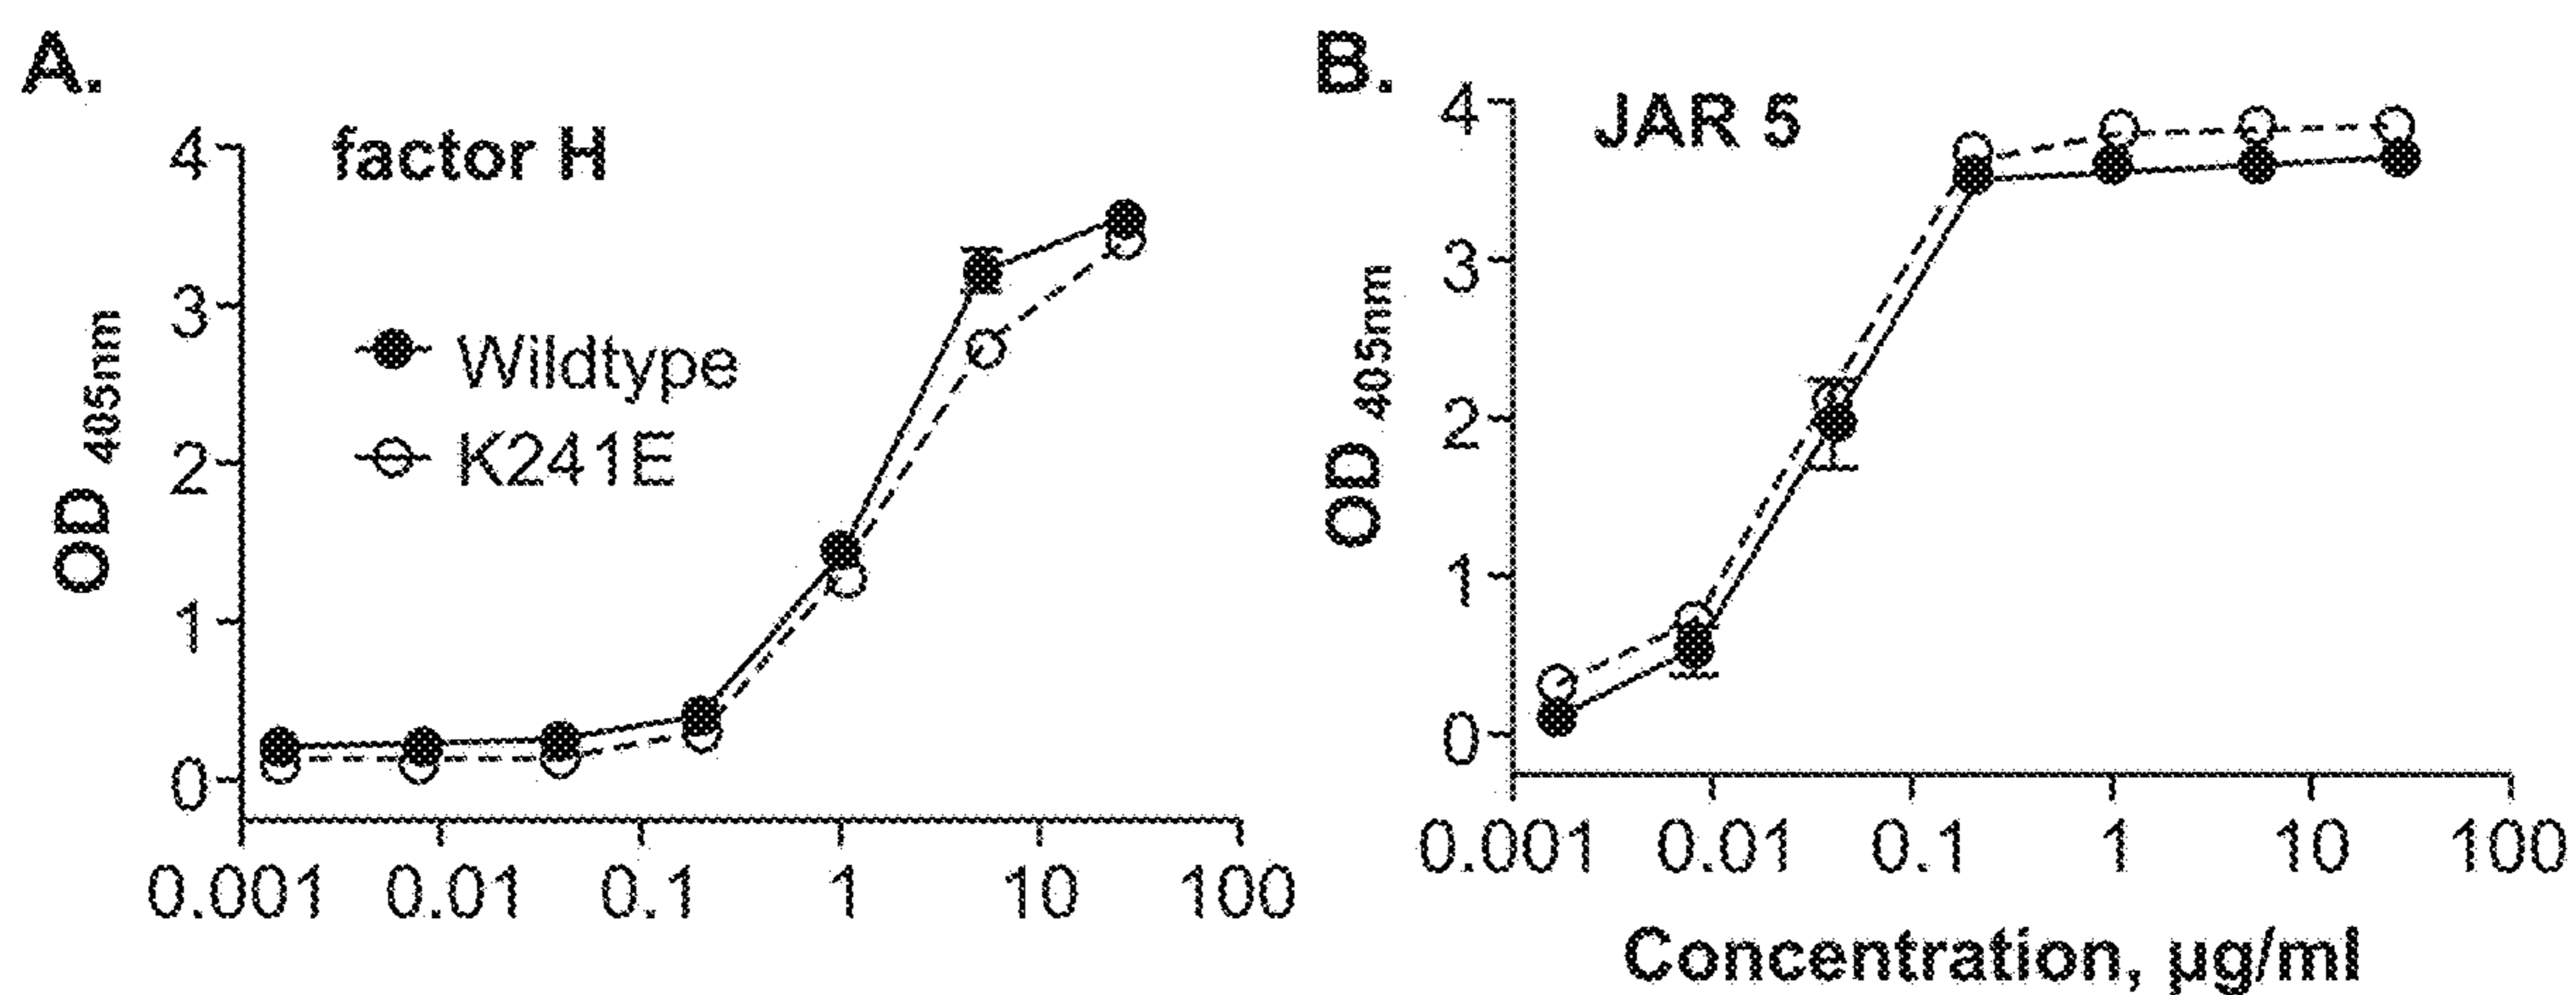 A.
factor H
4
3
2
1
0
OD 405nm
Wildtype
K241E
0.001 0.01 0.1 1 10 100
B.
JAR 5
4
3
2
1
0
OD 405nm
0.001 0.01 0.1 1 10 100
Concentration, µg/ml